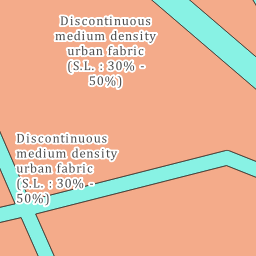 Discontinuous
medium density
urban fabric
(S.L. : 30% -
50%)
Discontinuous
medium density
urban fabric
(S.L. : 30% -
50%)